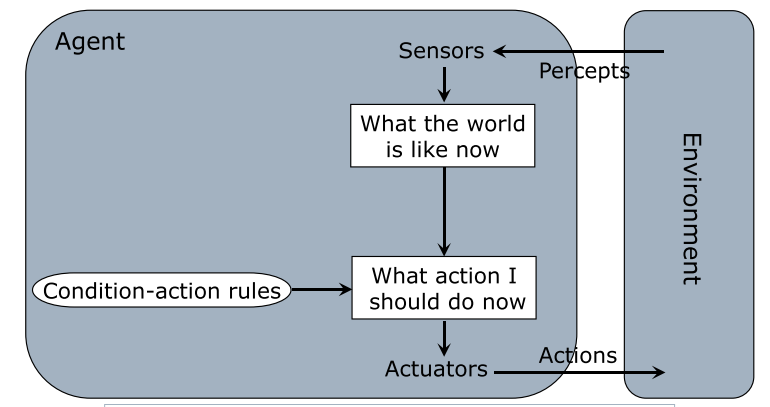 Agent
Sensors
Percepts
What the world
is like now
Environment
Condition-action rules
What action I
should do now
Actuators
Actions